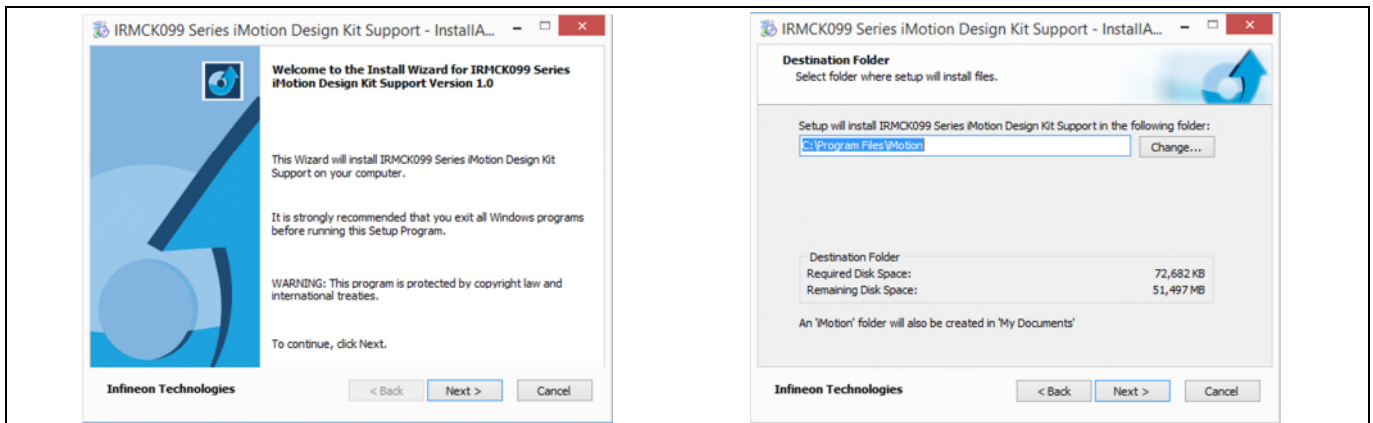 IRMCK099 Series iMotion Design Kit Support - InstallA...
Welcome to the Install Wizard for IRMCK099 Series
iMotion Design Kit Support Version 1.0
This Wizard will install IRMCK099 Series iMotion Design Kit
Support on your computer.
It is strongly recommended that you exit all Windows programs
before running this Setup Program.
WARNING: This program is protected by copyright law and
international treaties.
To continue, click Next.
Infineon Technologies
< Back
Next >
Cancel
IRMCK099 Series iMotion Design Kit Support - InstallA...
Destination Folder
Select folder where setup will install files.
Setup will install IRMCK099 Series iMotion Design Kit Support in the following folder:
C:\Program Files\iMotion
Change...
Destination Folder
Required Disk Space: 72,682 KB
Remaining Disk Space: 51,497 MB
An 'iMotion' folder will also be created in 'My Documents'
Infineon Technologies
< Back
Next >
Cancel